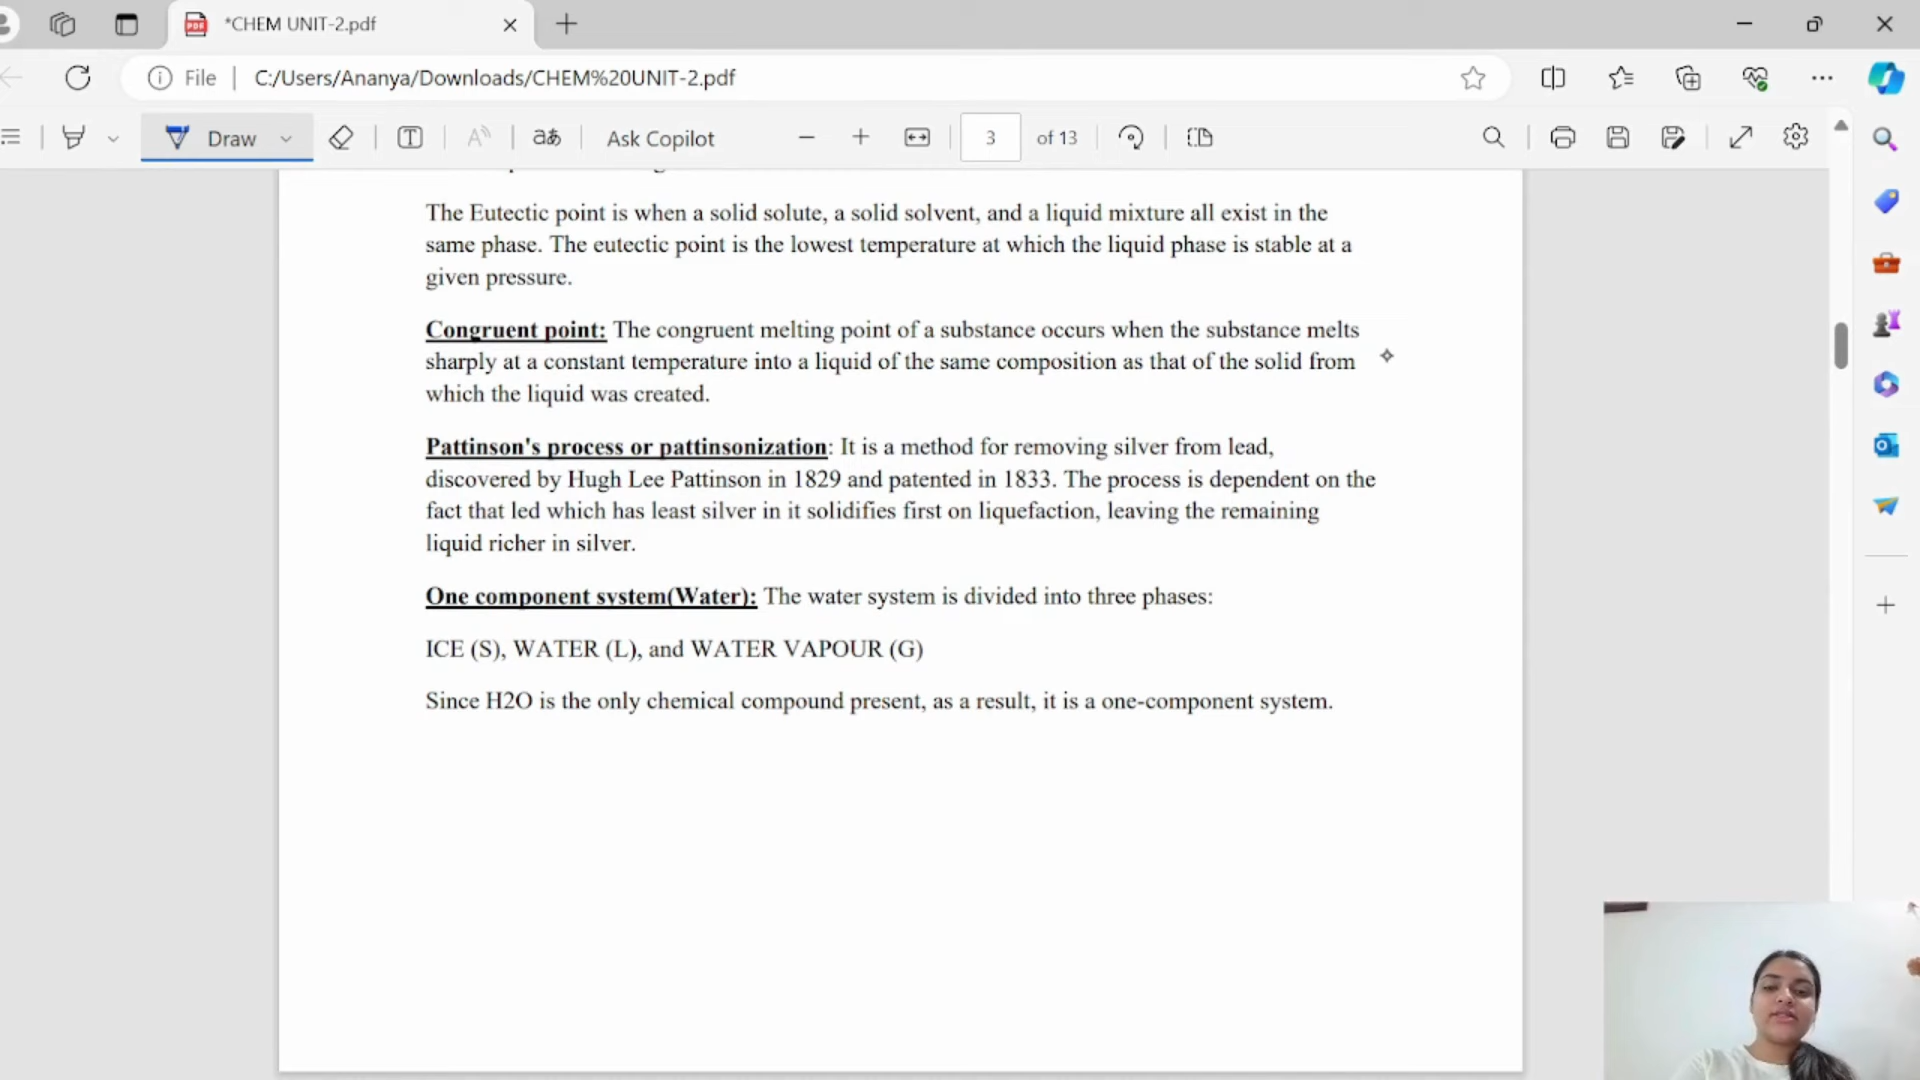 *CHEM UNIT-2.pdf
File
C:/Users/Ananya/Downloads/CHEM%20UNIT-2.pdf
Draw
Ask Copilot
3 of 13
The Eutectic point is when a solid solute, a solid solvent, and a liquid mixture all exist in the
same phase. The eutectic point is the lowest temperature at which the liquid phase is stable at a
given pressure.
Congruent point: The congruent melting point of a substance occurs when the substance melts
sharply at a constant temperature into a liquid of the same composition as that of the solid from
which the liquid was created.
Pattinson's process or pattinsonization: It is a method for removing silver from lead,
discovered by Hugh Lee Pattinson in 1829 and patented in 1833. The process is dependent on the
fact that led which has least silver in it solidifies first on liquefaction, leaving the remaining
liquid richer in silver.
One component system(Water): The water system is divided into three phases:
ICE (S), WATER (L), and WATER VAPOUR (G)
Since H2O is the only chemical compound present, as a result, it is a one-component system.